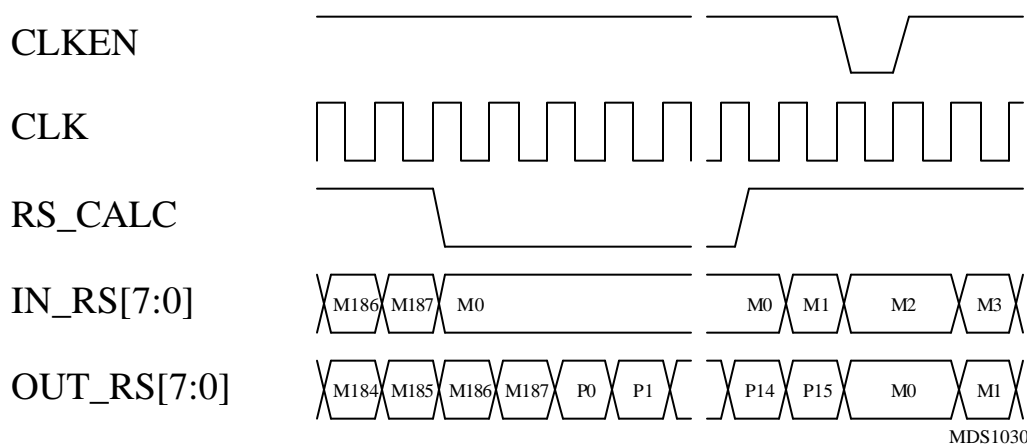 CLKEN
CLK
RS_CALC
IN_RS[7:0] M186 M187 M0 M0 M1 M2 M3
OUT_RS[7:0] M184 M185 M186 M187 P0 P1 P14 P15 M0 M1
MDS1030